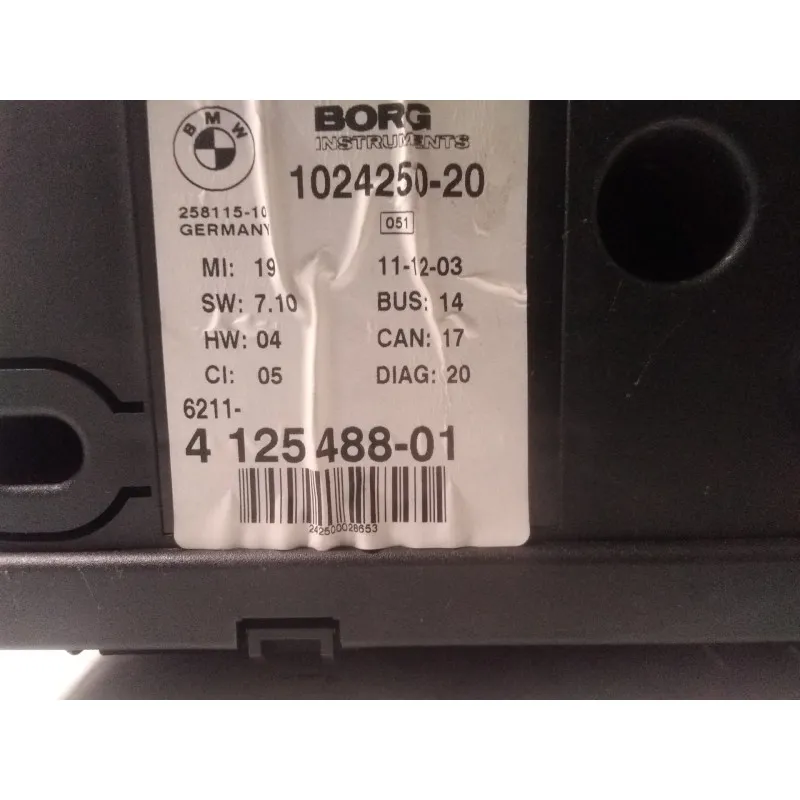 BMW
BORG
INSTRUMENTS
1024250-20
258115-10
GERMANY
051
MI: 19 11-12-03
SW: 7.10 BUS: 14
HW: 04 CAN: 17
CI: 05 DIAG: 20
6211-
4 125 488-01
242500028653